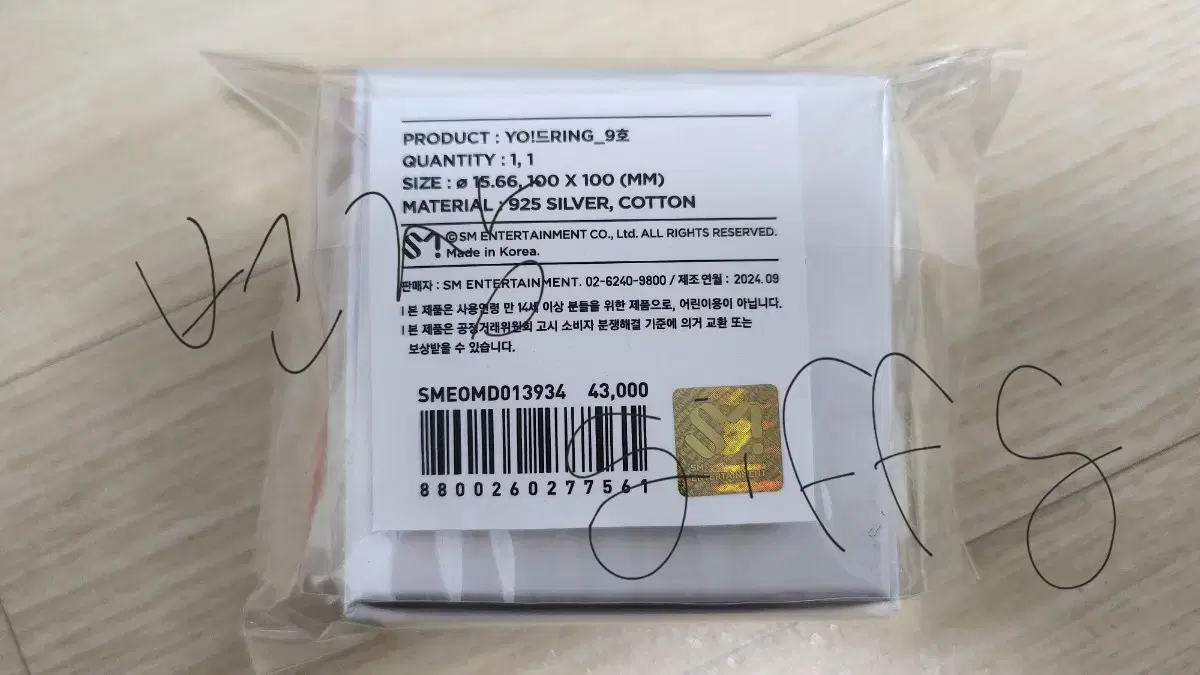 PRODUCT : YO!드RING_9호
QUANTITY : 1, 1
SIZE : ø 15.66, 100 X 100 (MM)
MATERIAL : 925 SILVER, COTTON
SM! ©SM ENTERTAINMENT CO., Ltd. ALL RIGHTS RESERVED.
Made in Korea.
판매자 : SM ENTERTAINMENT. 02-6240-9800 / 제조 연월 : 2024.09
본 제품은 사용연령 만 14세 이상 분들을 위한 제품으로, 어린이용이 아닙니다.
본 제품은 공정거래위원회 고시 소비자 분쟁해결 기준에 의거 교환 또는
보상받을 수 있습니다.
번장
SMEOMD013934 43,000
8800260277561
SM!
SM
ENTERTAINMENT